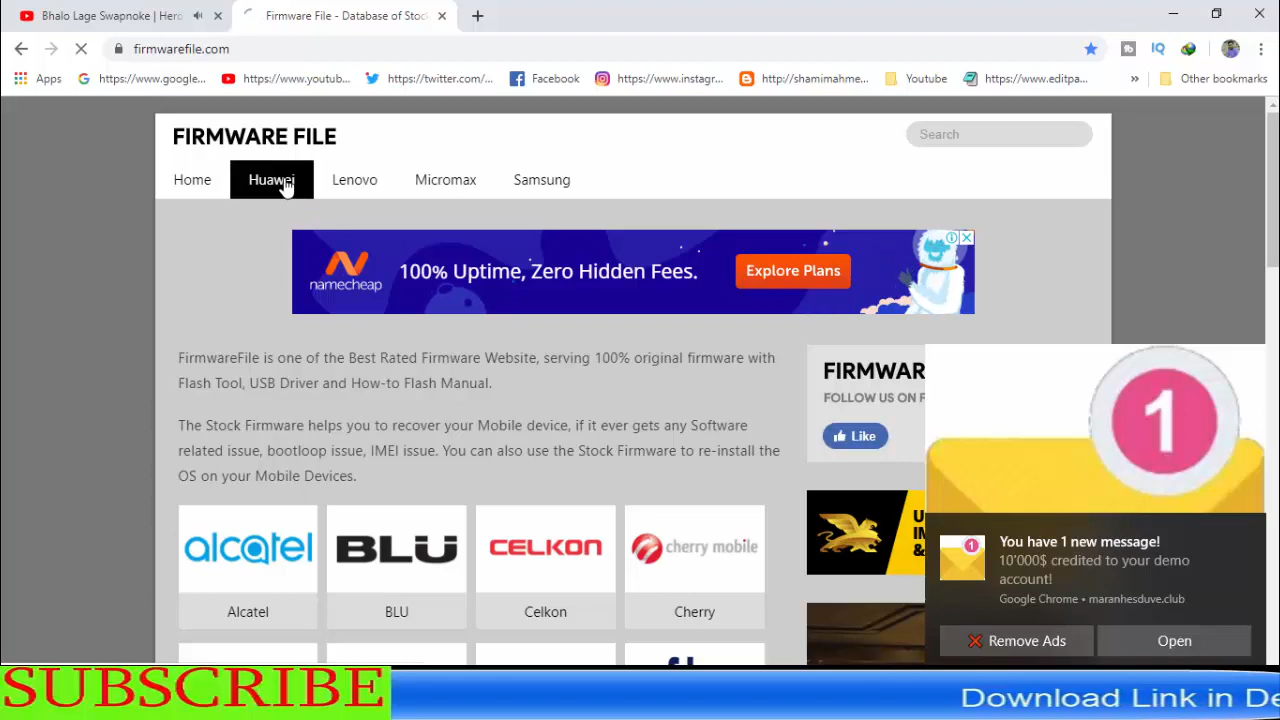 Bhalo Lage Swapnoke | Hero
Firmware File - Database of Stoc
firmwarefile.com
Apps
https://www.google...
https://www.youtub...
https://twitter.com/...
Facebook
https://www.instagr...
http://shamimahme...
Youtube
https://www.editpa...
»
Other bookmarks
FIRMWARE FILE
Search
Home
Huawei
Lenovo
Micromax
Samsung
namecheap
100% Uptime, Zero Hidden Fees.
Explore Plans
FirmwareFile is one of the Best Rated Firmware Website, serving 100% original firmware with
Flash Tool, USB Driver and How-to Flash Manual.
The Stock Firmware helps you to recover your Mobile device, if it ever gets any Software
related issue, bootloop issue, IMEI issue. You can also use the Stock Firmware to re-install the
OS on your Mobile Devices.
FIRMWAR
FOLLOW US ON F
Like
1
alcatel
BLU
CELKON
cherry mobile
Alcatel
BLU
Celkon
Cherry
U
IM
&
1
You have 1 new message!
10'000$ credited to your demo
account!
Google Chrome • maranhesduve.club
Remove Ads
Open
SUBSCRIBE
Download Link in De